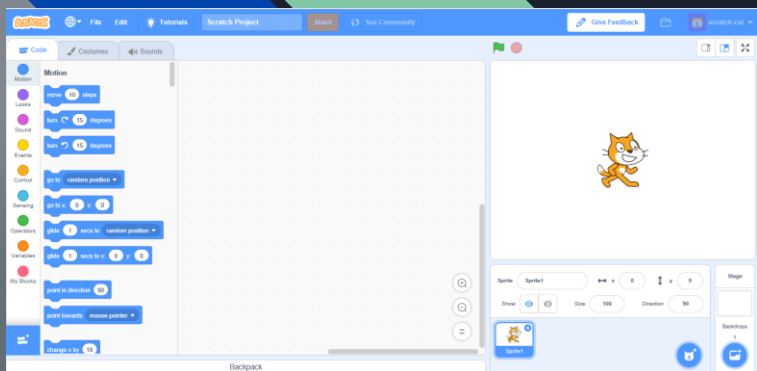 SCRATCH File Edit Tutorials Scratch Project Share See Community Give Feedback scratch-cat
Code Costumes Sounds
Motion
Looks
Sound
Events
Control
Sensing
Operators
Variables
My Blocks
Motion
move 10 steps
turn 15 degrees
turn 15 degrees
go to random position
go to x: 0 y: 0
glide 1 secs to random position
glide 1 secs to x: 0 y: 0
point in direction 90
point towards mouse-pointer
change x by 10
Backpack
Sprite Sprite1 x 0 y 0
Show Size 100 Direction 90
Sprite1
Stage
Backdrops
1